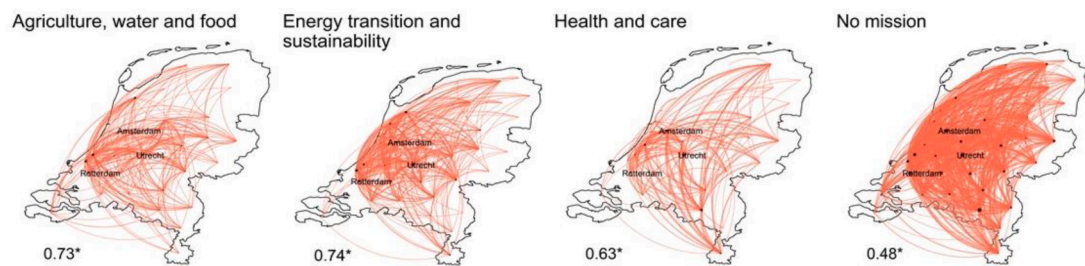 Agriculture, water and food
Energy transition and
sustainability
Health and care
No mission
Amsterdam
Utrecht
Rotterdam
0.73*
Amsterdam
Utrecht
Rotterdam
0.74*
Amsterdam
Utrecht
Rotterdam
0.63*
Amsterdam
Utrecht
Rotterdam
0.48*